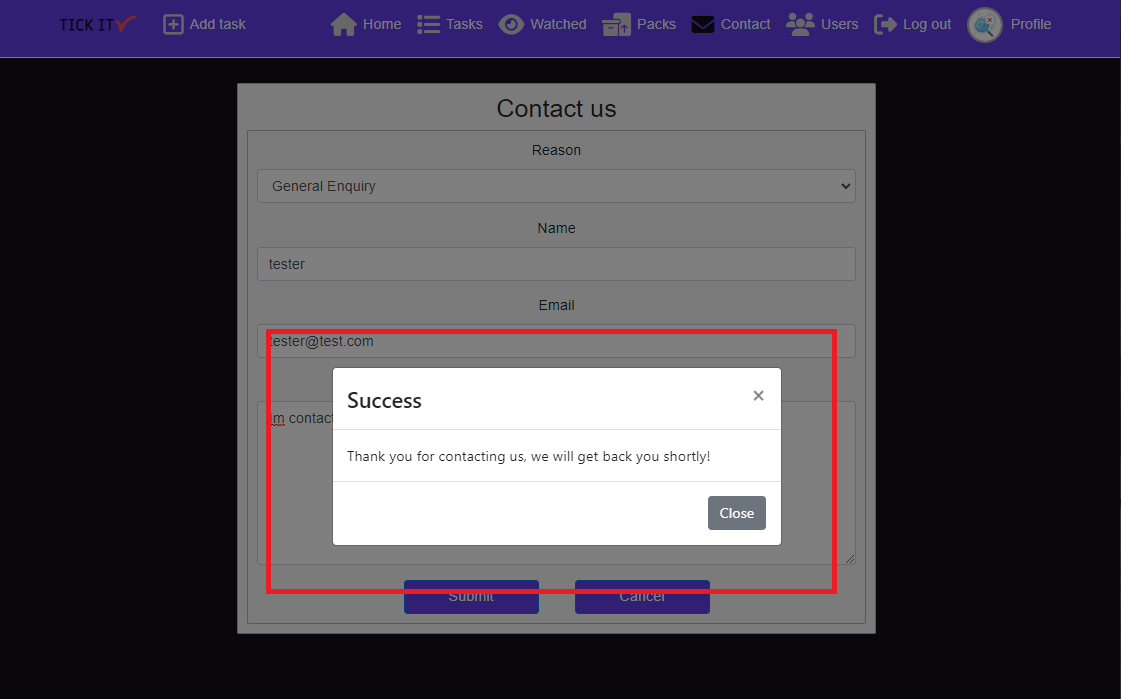 TICK IT
Add task
Home
Tasks
Watched
Packs
Contact
Users
Log out
Profile
Contact us
Reason
General Enquiry
Name
tester
Email
tester@test.com
Im contact
Success
×
Thank you for contacting us, we will get back you shortly!
Close
Submit
Cancel